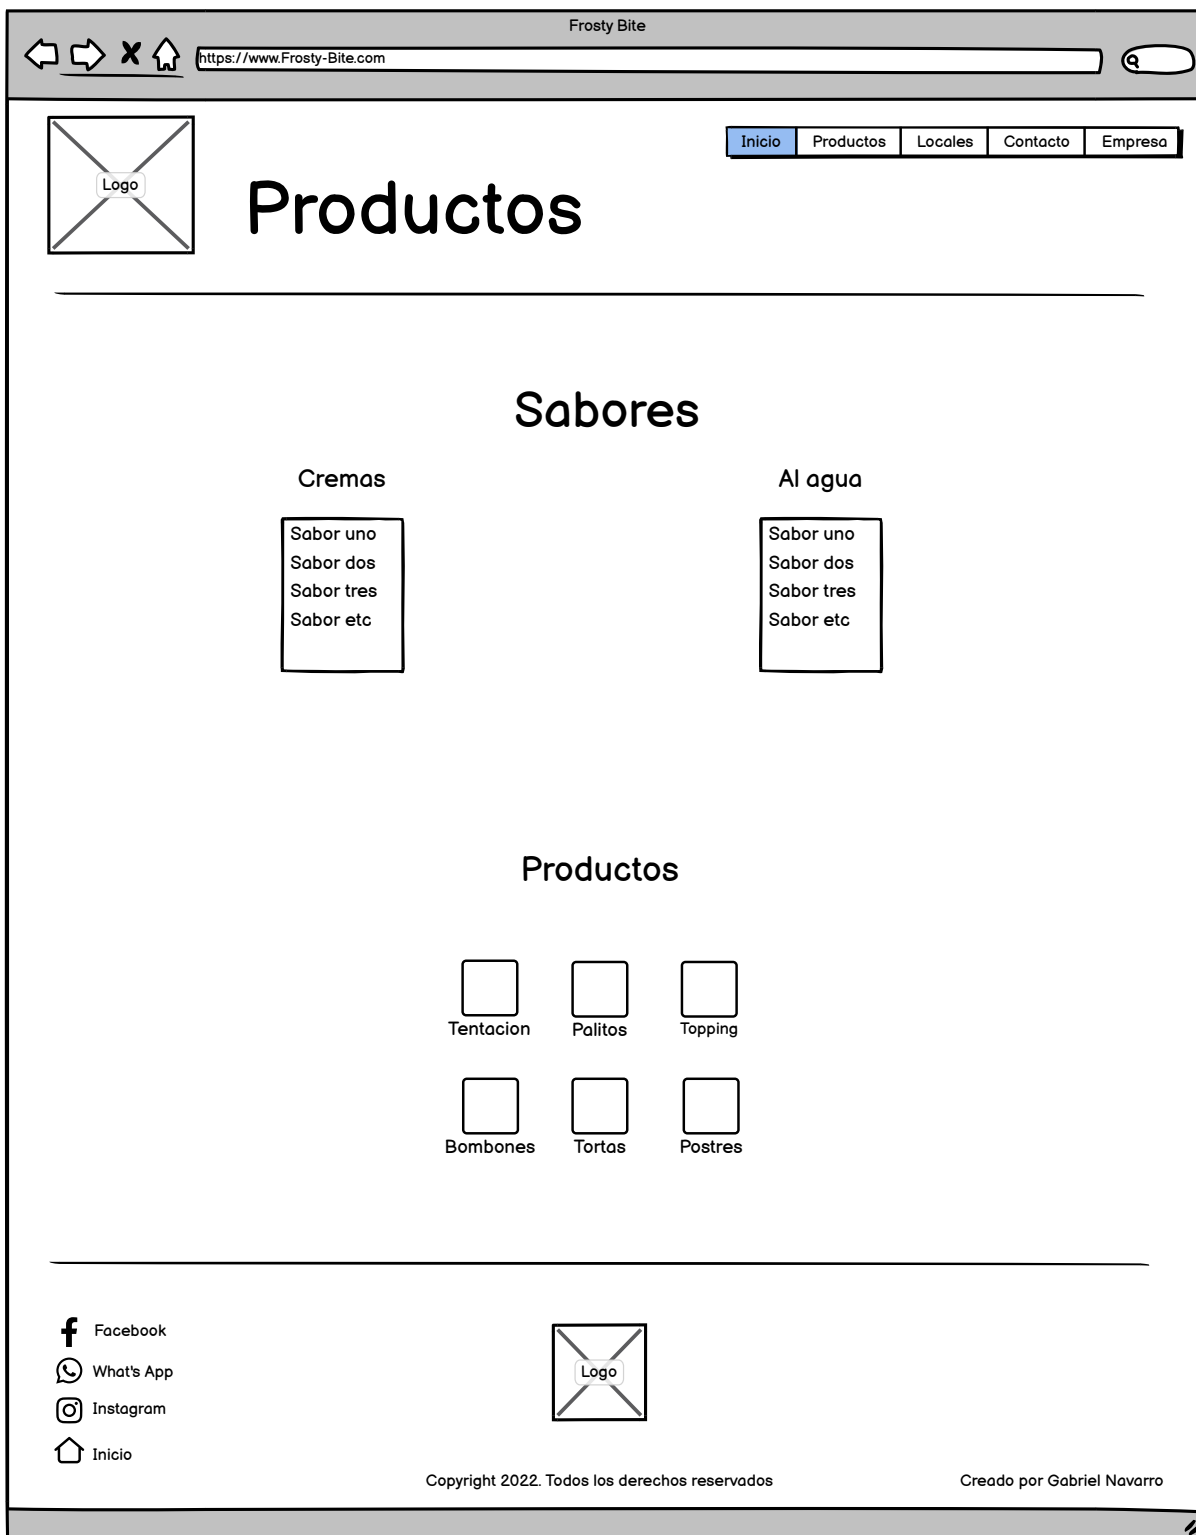 Frosty Bite
https://www.Frosty-Bite.com
Logo
Inicio Productos Locales Contacto Empresa
Productos
Sabores
Cremas
Sabor uno
Sabor dos
Sabor tres
Sabor etc
Al agua
Sabor uno
Sabor dos
Sabor tres
Sabor etc
Productos
Tentacion Palitos Topping
Bombones Tortas Postres
Facebook
What's App
Instagram
Inicio
Logo
Copyright 2022. Todos los derechos reservados
Creado por Gabriel Navarro